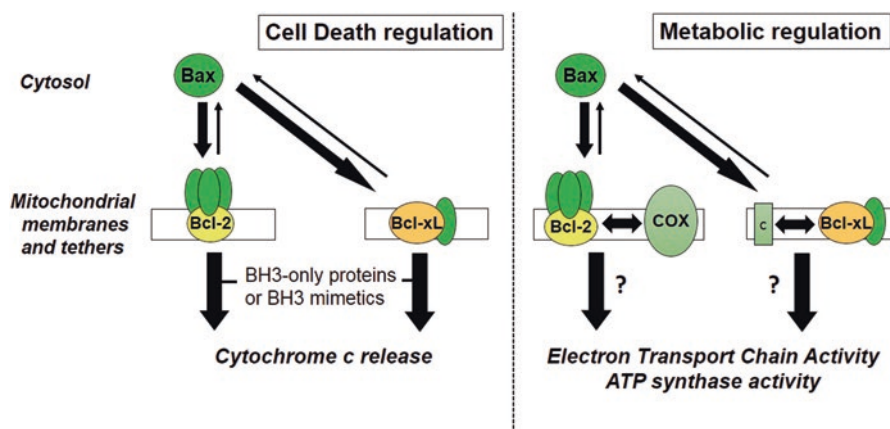 Cell Death regulation
Cytosol
Bax
Mitochondrial
membranes
and tethers
Bcl-2
Bcl-xL
BH3-only proteins
or BH3 mimetics
Cytochrome c release
Metabolic regulation
Bax
Bcl-2
COX
c
Bcl-xL
?
?
Electron Transport Chain Activity
ATP synthase activity